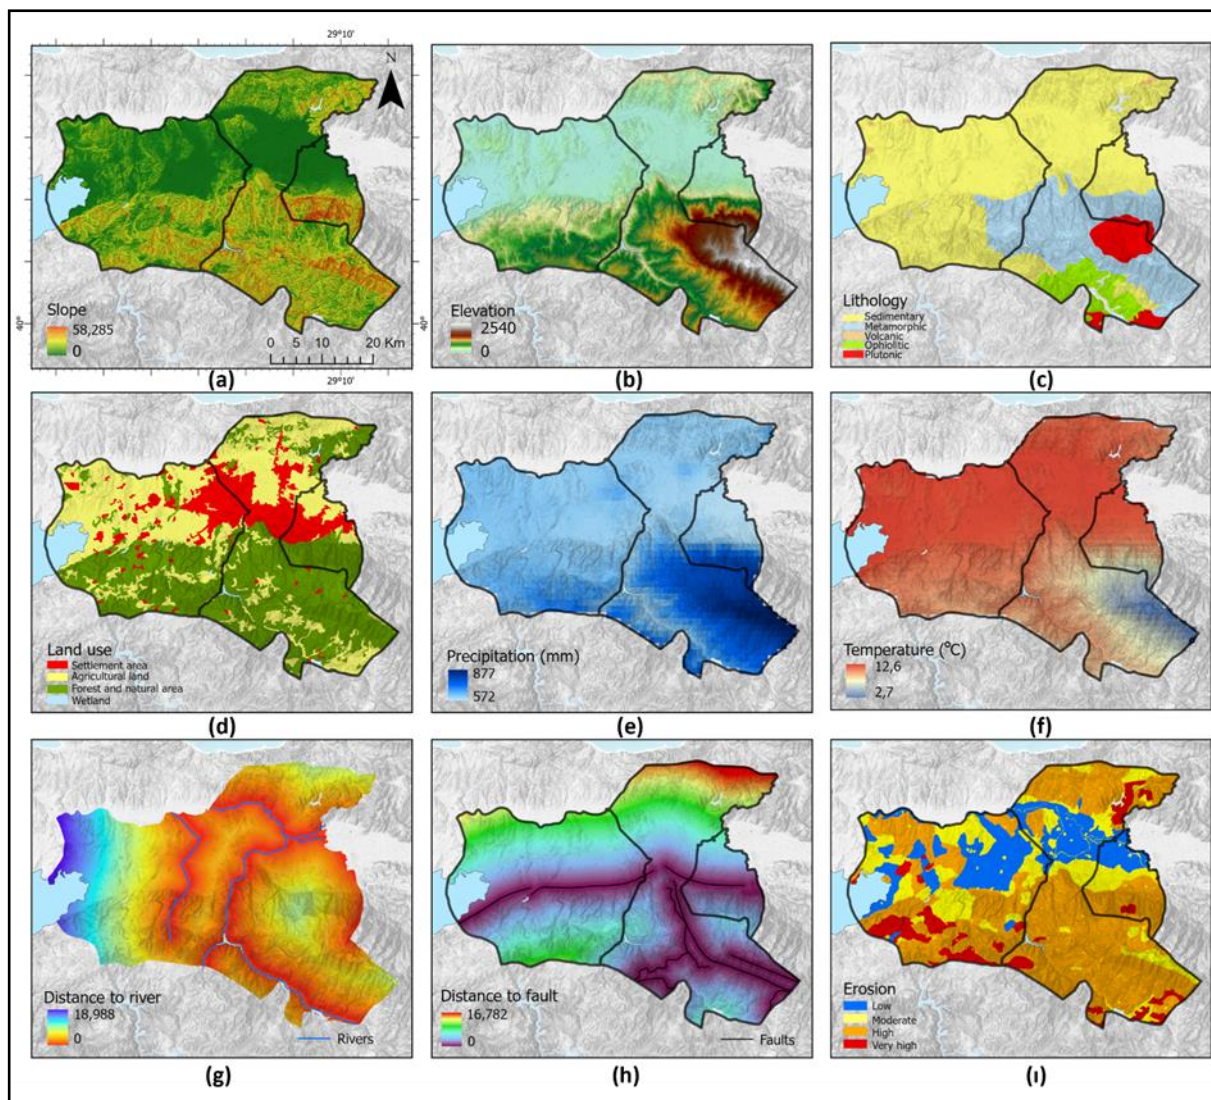 29°10'
N
Slope
58,285
0
40°
0 5 10 20 Km
(a)
29°10'
Elevation
2540
0
(b)
Lithology
Sedimentary
Metamorphic
Volcanic
Ophiolitic
Plutonic
40°
(c)
Land use
Settlement area
Agricultural land
Forest and natural area
Wetland
(d)
Precipitation (mm)
877
572
(e)
Temperature (°C)
12,6
2,7
(f)
Distance to river
18,988
0
Rivers
(g)
Distance to fault
16,782
0
Faults
(h)
Erosion
Low
Moderate
High
Very high
(ı)